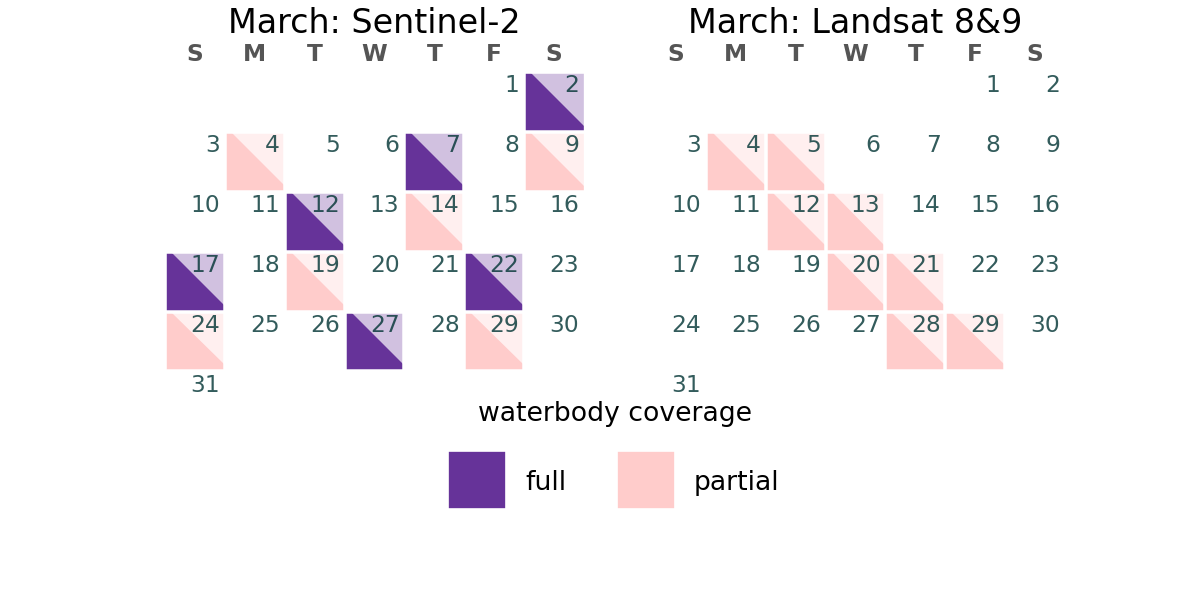 March: Sentinel-2
S M T W T F S
1 2
3 4 5 6 7 8 9
10 11 12 13 14 15 16
17 18 19 20 21 22 23
24 25 26 27 28 29 30
31
March: Landsat 8&9
S M T W T F S
1 2
3 4 5 6 7 8 9
10 11 12 13 14 15 16
17 18 19 20 21 22 23
24 25 26 27 28 29 30
31
waterbody coverage
full
partial